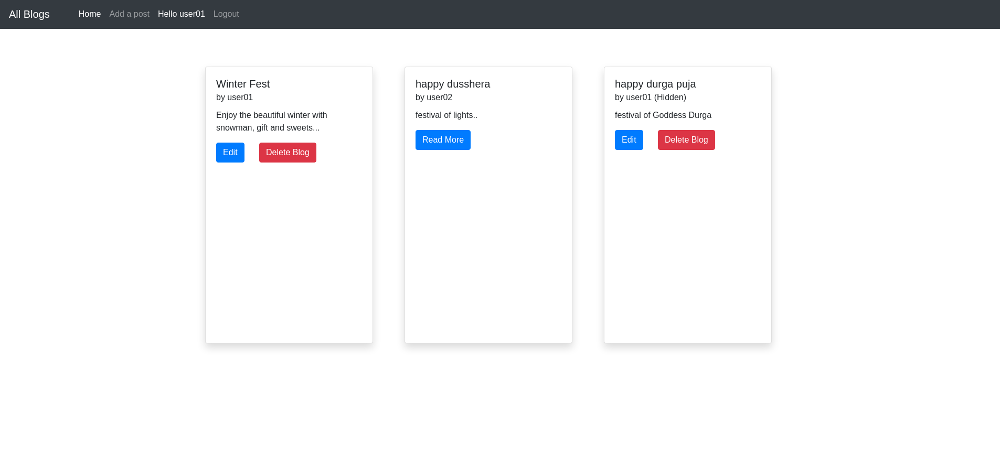 All Blogs Home Add a post Hello user01 Logout
Winter Fest
by user01
Enjoy the beautiful winter with
snowman, gift and sweets...
Edit Delete Blog
happy dusshera
by user02
festival of lights..
Read More
happy durga puja
by user01 (Hidden)
festival of Goddess Durga
Edit Delete Blog